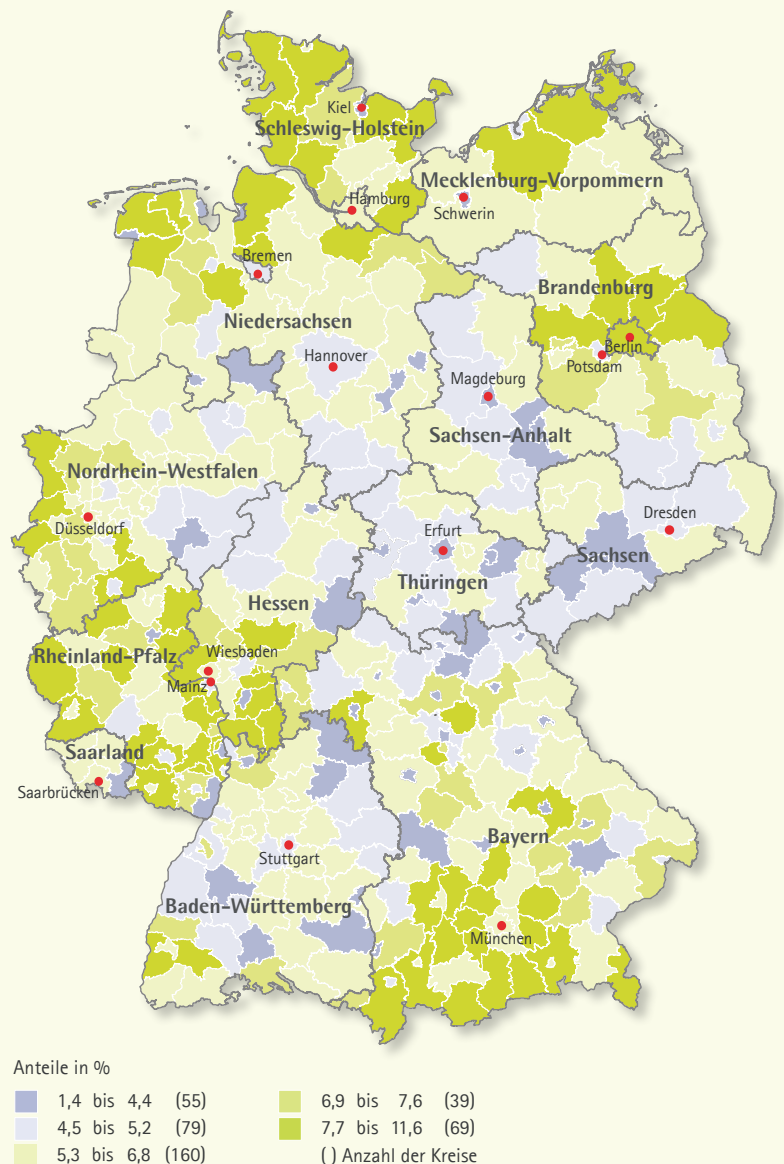 Kiel
Schleswig-Holstein
Mecklenburg-Vorpommern
Hamburg
Schwerin
Bremen
Brandenburg
Niedersachsen
Berlin
Hannover
Potsdam
Magdeburg
Sachsen-Anhalt
Nordrhein-Westfalen
Düsseldorf
Dresden
Erfurt
Sachsen
Thüringen
Hessen
Wiesbaden
Rheinland-Pfalz
Mainz
Saarland
Saarbrücken
Bayern
Stuttgart
Baden-Württemberg
München
Anteile in %
1,4 bis 4,4 (55)
4,5 bis 5,2 (79)
5,3 bis 6,8 (160)
6,9 bis 7,6 (39)
7,7 bis 11,6 (69)
( ) Anzahl der Kreise